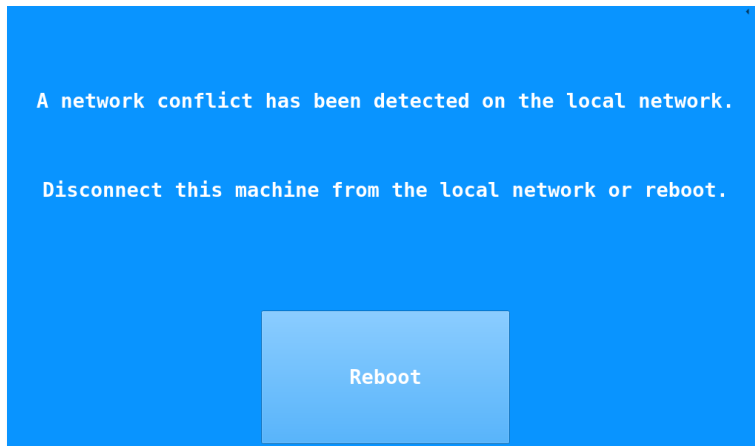 A network conflict has been detected on the local network.
Disconnect this machine from the local network or reboot.
Reboot